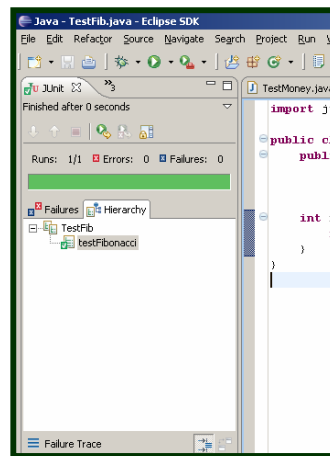 Java - TestFib.java - Eclipse SDK
File Edit Refactor Source Navigate Search Project Run
JUnit
3
TestMoney.java
Finished after 0 seconds
Runs: 1/1 Errors: 0 Failures: 0
Failures Hierarchy
TestFib
testFibonacci
Failure Trace
import j
public
publ
int
}
}